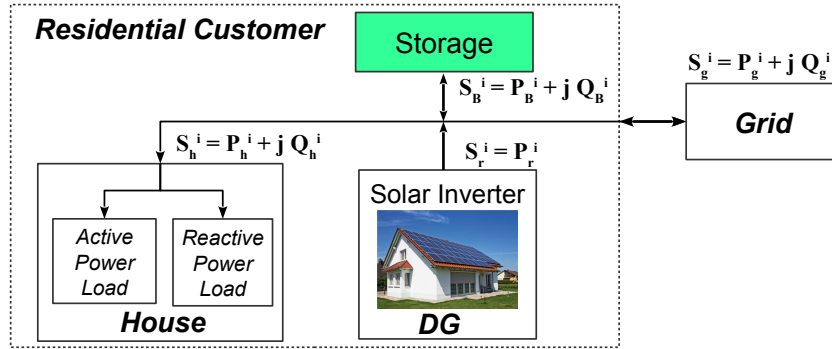 Residential Customer
Storage
S_B^i = P_B^i + j Q_B^i
S_g^i = P_g^i + j Q_g^i
Grid
S_h^i = P_h^i + j Q_h^i
S_r^i = P_r^i
Solar Inverter
Active
Power
Load
Reactive
Power
Load
House
DG